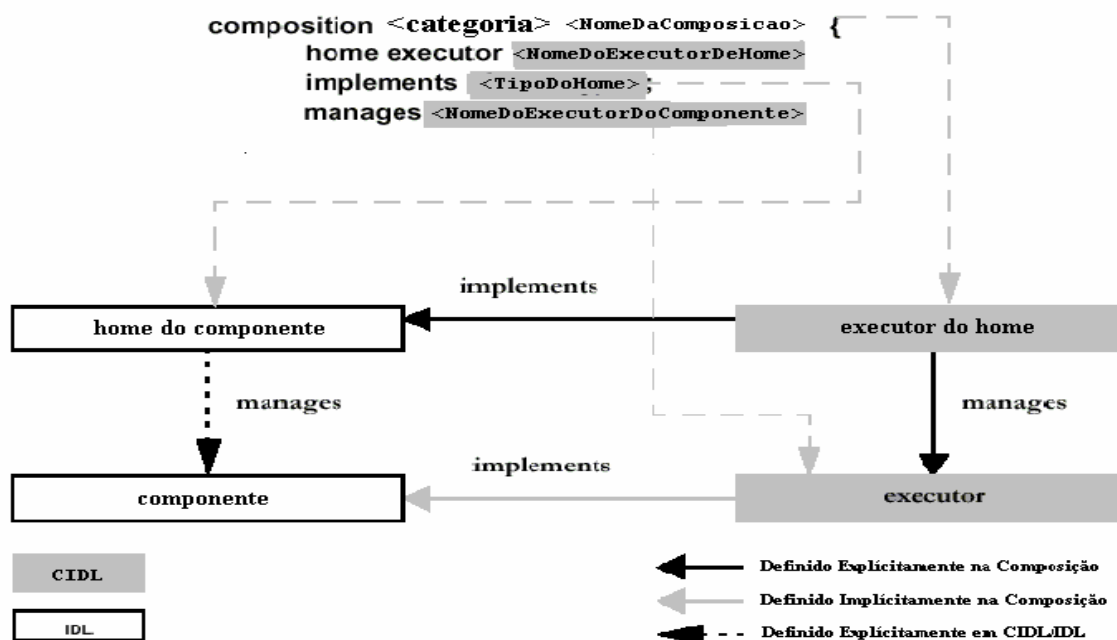 composition <categoria> <NomeDaComposicao> {
home executor <NomeDoExecutorDeHome>
implements <TipoDoHome> ;
manages <NomeDoExecutorDoComponente>
implements
home do componente
executor do home
manages
manages
implements
componente
executor
CIDL
IDL
Definido Explícitamente na Composição
Definido Implícitamente na Composição
Definido Explícitamente em CIDL/IDL